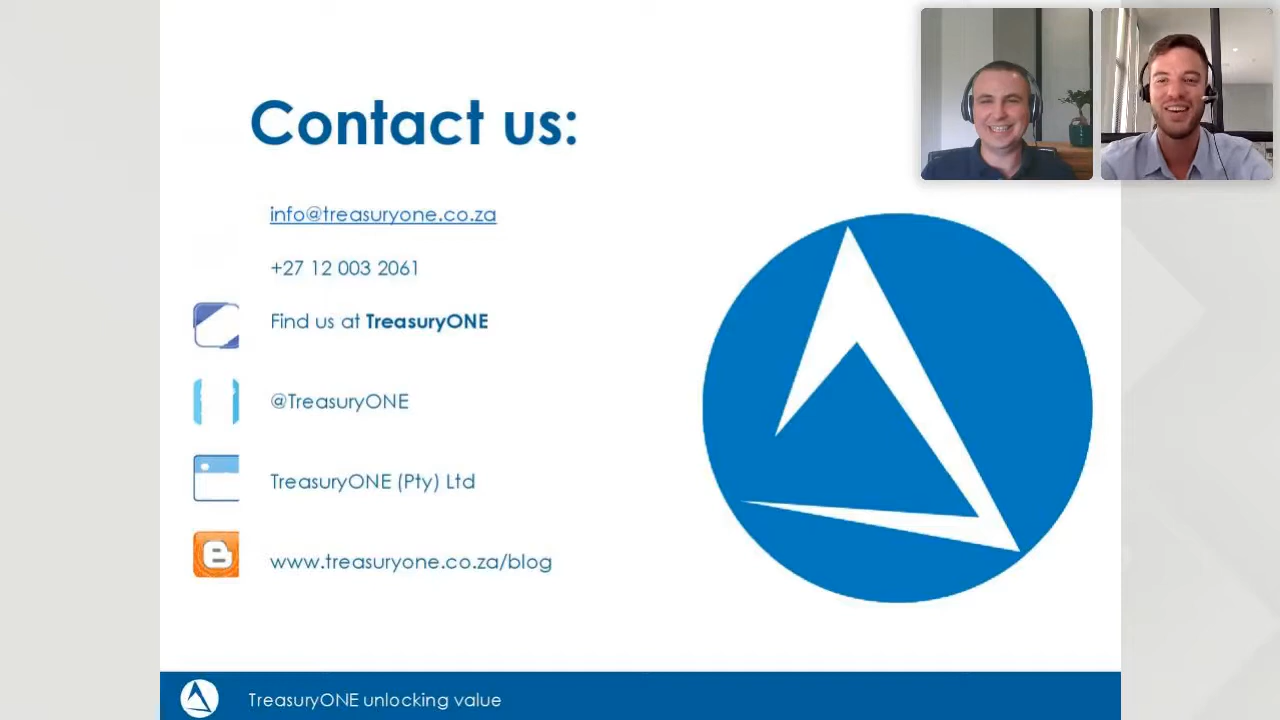 Contact us:
info@treasuryone.co.za
+27 12 003 2061
Find us at TreasuryONE
@TreasuryONE
TreasuryONE (Pty) Ltd
www.treasuryone.co.za/blog
TreasuryONE unlocking value